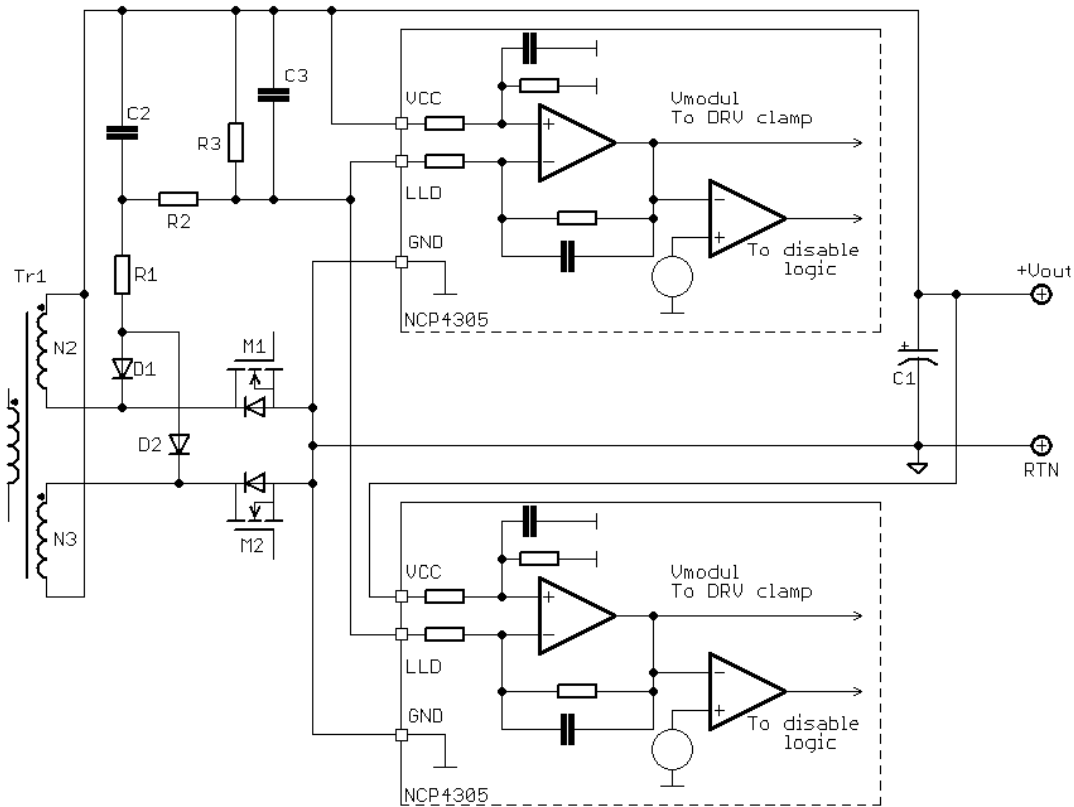 C2
C3
R3
R2
R1
Tr1
N2
D1
M1
D2
N3
M2
VCC
LLD
GND
NCP4305
+
−
Vmodul
To DRV clamp
−
+
To disable
logic
+Vout
+
C1
RTN
VCC
LLD
GND
NCP4305
+
−
Vmodul
To DRV clamp
−
+
To disable
logic